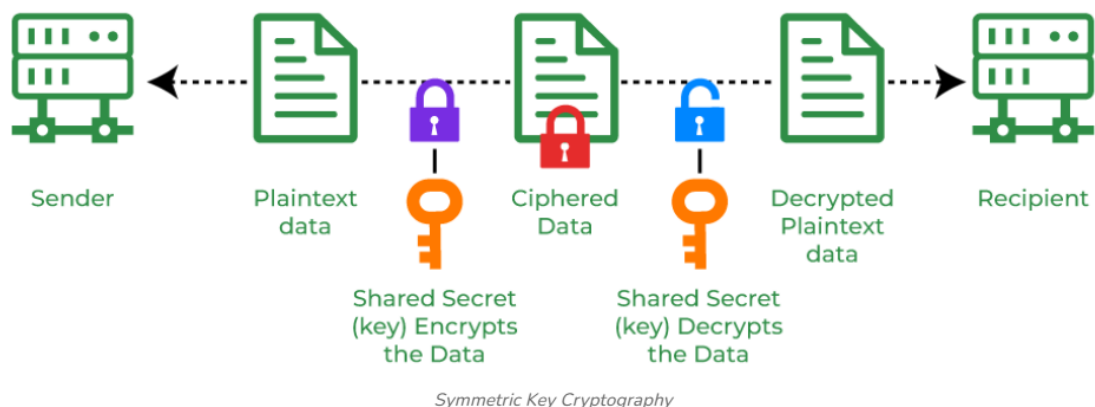 Sender
Plaintext
data
Ciphered
Data
Decrypted
Plaintext
data
Recipient
Shared Secret
(key) Encrypts
the Data
Shared Secret
(key) Decrypts
the Data
Symmetric Key Cryptography